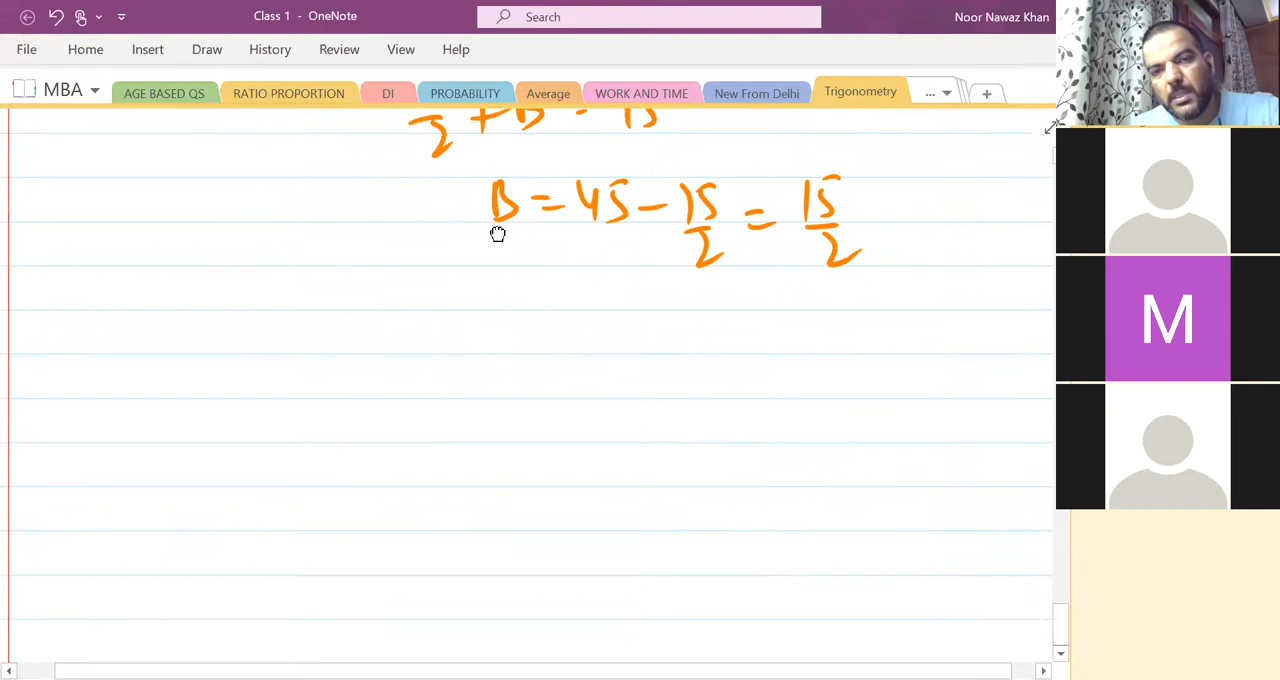 Class 1 - OneNote
Search
Noor Nawaz Khan
File Home Insert Draw History Review View Help
MBA
AGE BASED QS RATIO PROPORTION DI PROBABILITY Average WORK AND TIME New From Delhi Trigonometry ...
2 + B =
B = 45 - 15/2 = 15/2
M